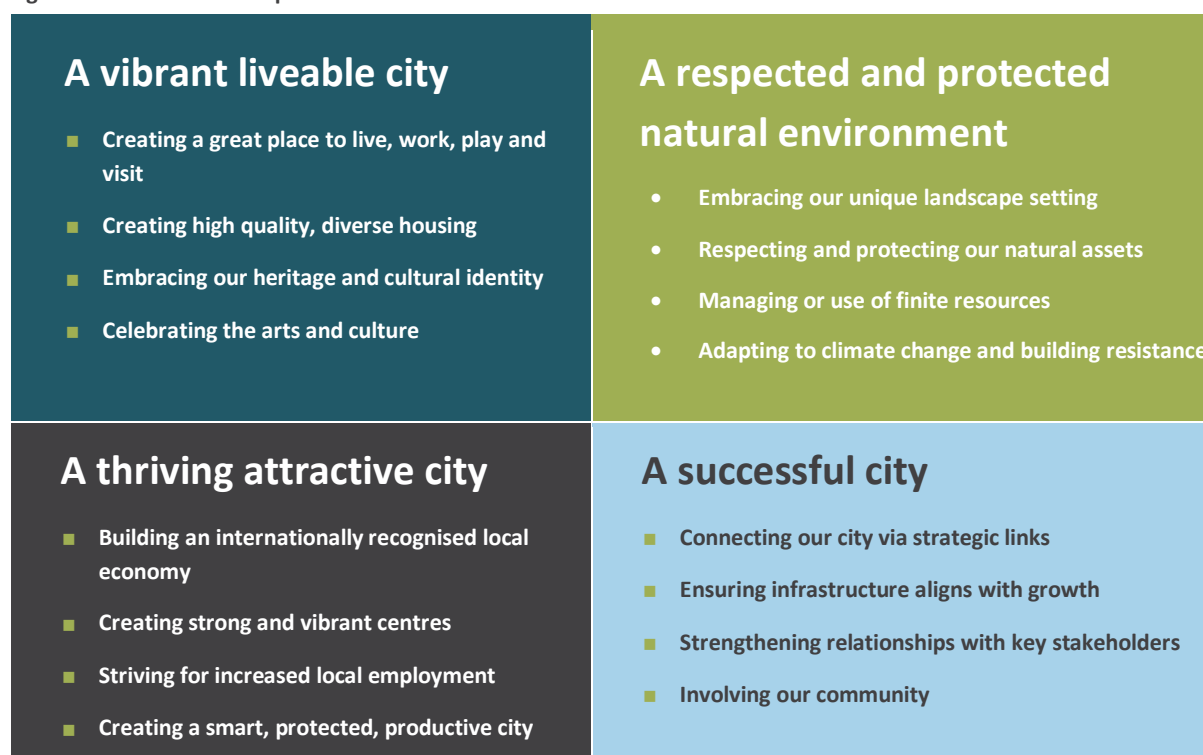 A vibrant liveable city
■ Creating a great place to live, work, play and
visit
■ Creating high quality, diverse housing
■ Embracing our heritage and cultural identity
■ Celebrating the arts and culture
A respected and protected
natural environment
• Embracing our unique landscape setting
• Respecting and protecting our natural assets
• Managing or use of finite resources
• Adapting to climate change and building resistance
A thriving attractive city
■ Building an internationally recognised local
economy
■ Creating strong and vibrant centres
■ Striving for increased local employment
■ Creating a smart, protected, productive city
A successful city
■ Connecting our city via strategic links
■ Ensuring infrastructure aligns with growth
■ Strengthening relationships with key stakeholders
■ Involving our community